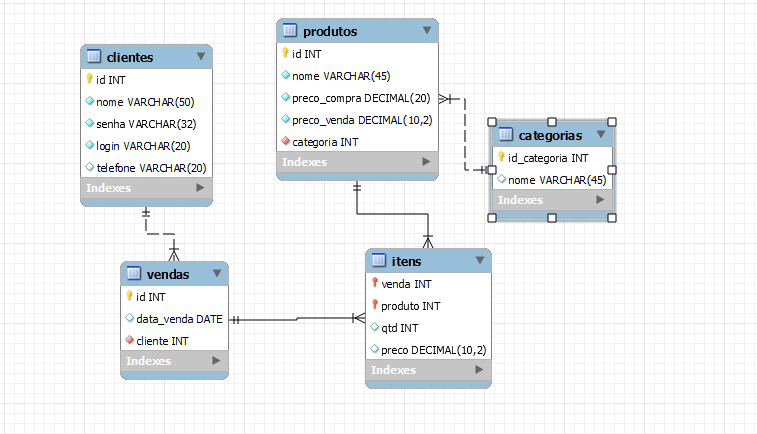 clientes
id INT
nome VARCHAR(50)
senha VARCHAR(32)
login VARCHAR(20)
telefone VARCHAR(20)
Indexes
produtos
id INT
nome VARCHAR(45)
preco_compra DECIMAL(20)
preco_venda DECIMAL(10,2)
categoria INT
Indexes
categorias
id_categoria INT
nome VARCHAR(45)
Indexes
vendas
id INT
data_venda DATE
cliente INT
Indexes
itens
venda INT
produto INT
qtd INT
preco DECIMAL(10,2)
Indexes